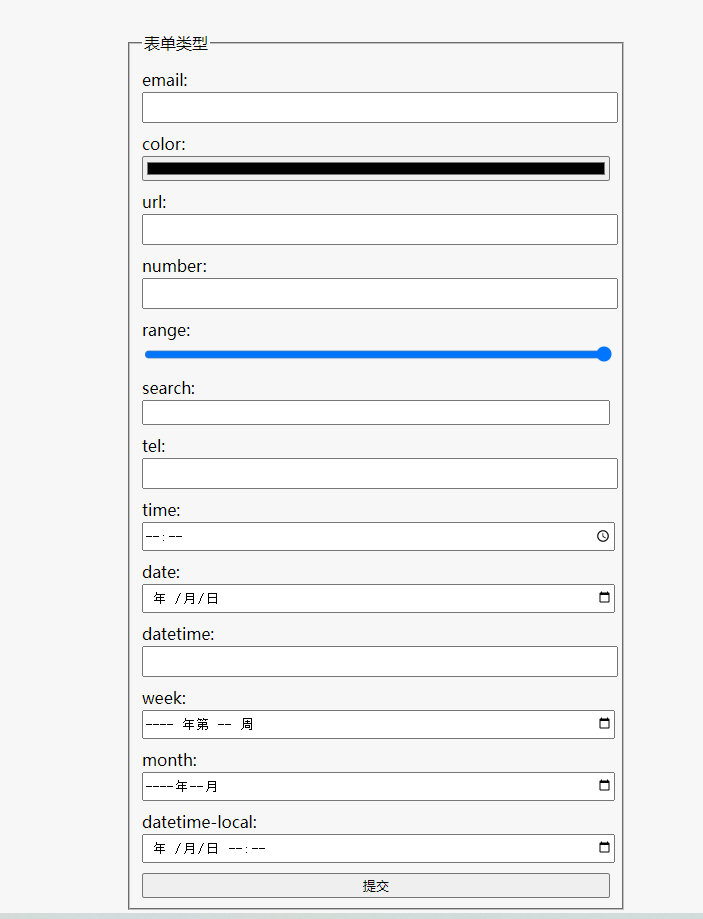 表单类型
email:
color:
url:
number:
range:
search:
tel:
time:
--:--
date:
年 /月/日
datetime:
week:
---- 年第 -- 周
month:
----年--月
datetime-local:
年 /月/日 --:--
提交